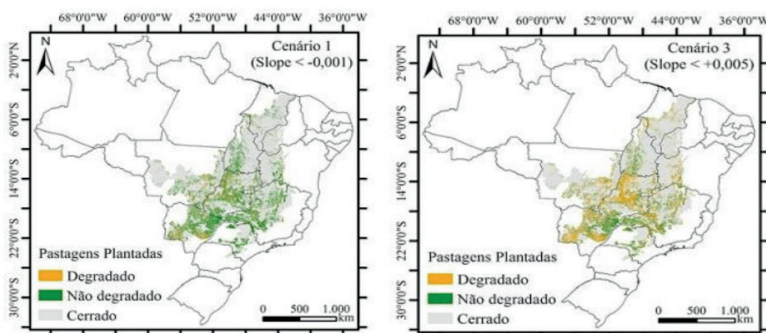 68°0'0"O 60°0'0"O 52°0'0"O 44°0'0"O 36°0'0"O
N
Cenário 1
(Slope < -0,001)
2°0'0"N
6°0'0"S
14°0'0"S
22°0'0"S
30°0'0"S
Pastagens Plantadas
Degradado
Não degradado
Cerrado
0 500 1.000
km
68°0'0"O 60°0'0"O 52°0'0"O 44°0'0"O 36°0'0"O
N
Cenário 3
(Slope < +0,005)
2°0'0"N
6°0'0"S
14°0'0"S
22°0'0"S
30°0'0"S
Pastagens Plantadas
Degradado
Não degradado
Cerrado
0 500 1.000
km